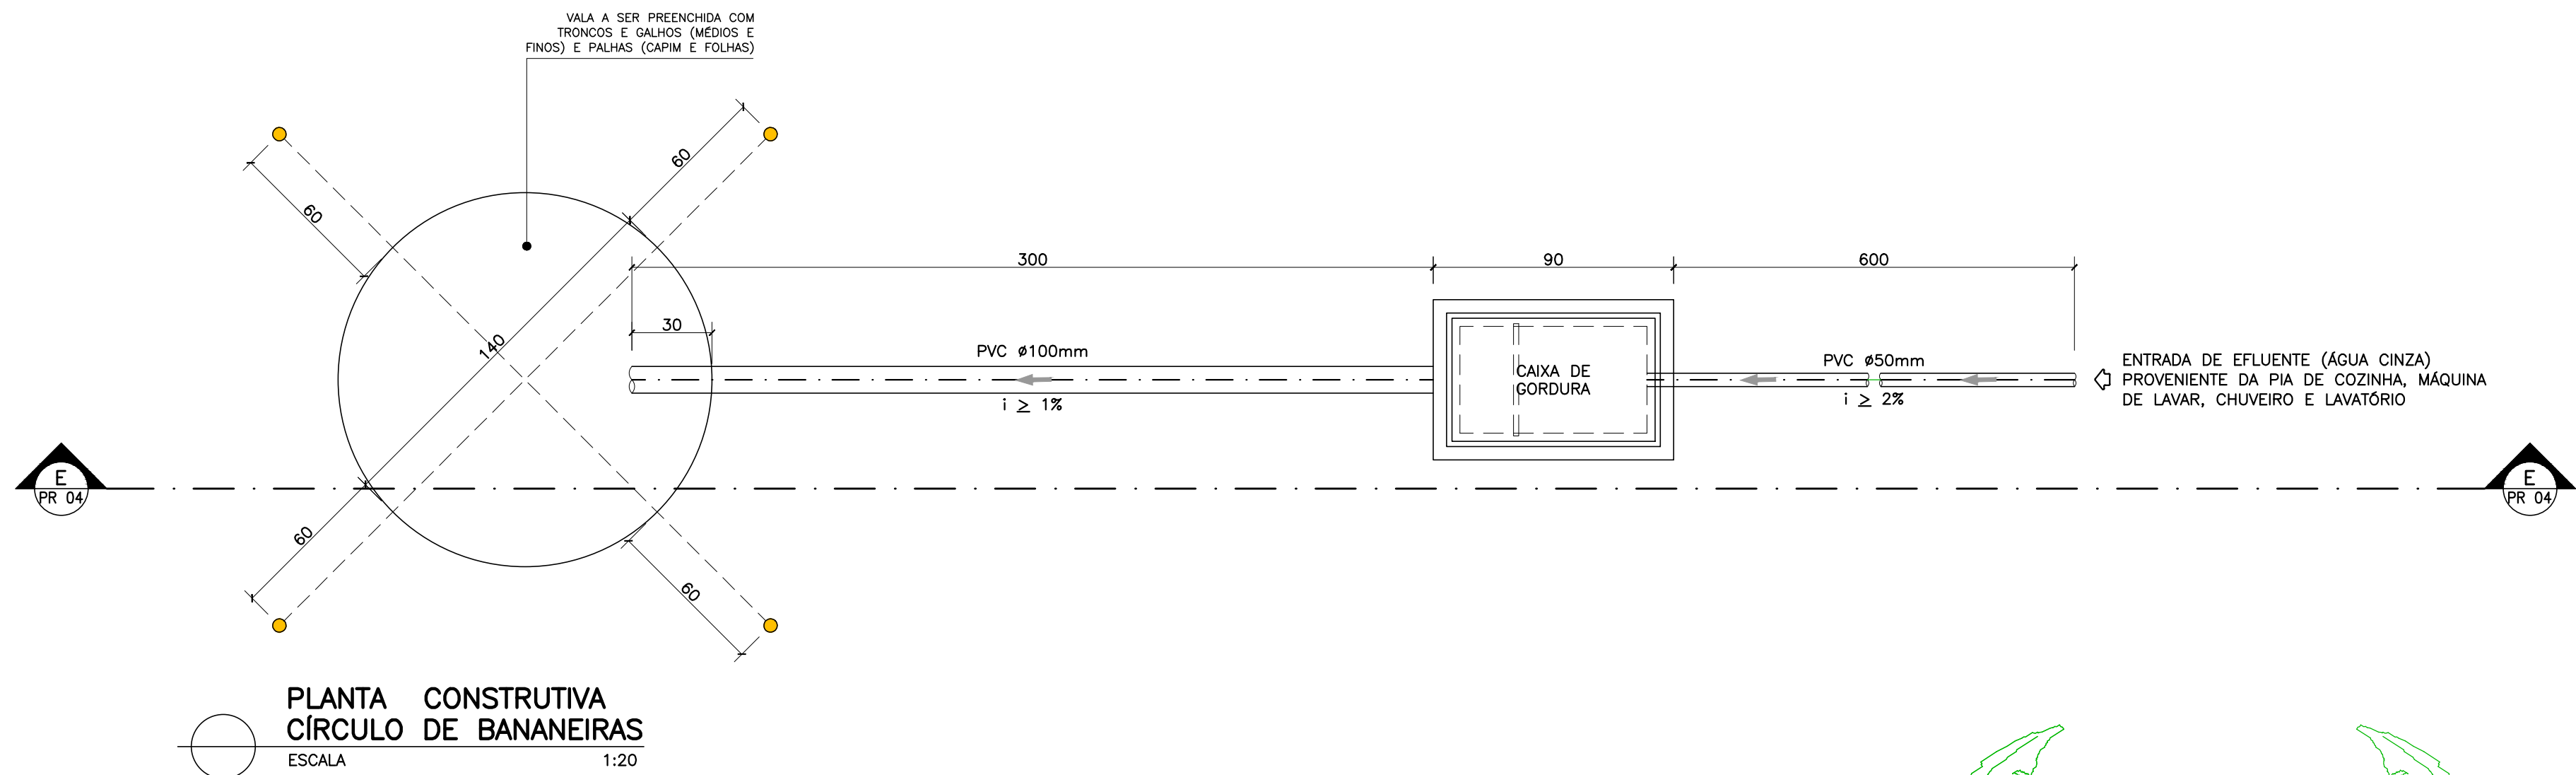 VALA A SER PREENCHIDA COM
TRONCOS E GALHOS (MÉDIOS E
FINOS) E PALHAS (CAPIM E FOLHAS)
60
60
140
60
60
300
90
600
30
PVC ø100mm
i ≥ 1%
CAIXA DE
GORDURA
PVC ø50mm
i ≥ 2%
ENTRADA DE EFLUENTE (ÁGUA CINZA)
PROVENIENTE DA PIA DE COZINHA, MÁQUINA
DE LAVAR, CHUVEIRO E LAVATÓRIO
E
PR 04
E
PR 04
PLANTA CONSTRUTIVA
CÍRCULO DE BANANEIRAS
ESCALA 1:20